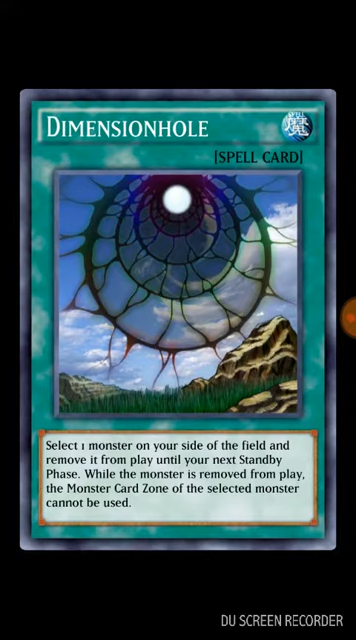 DIMENSIONHOLE
SPELL
魔
[SPELL CARD]
Select 1 monster on your side of the field and
remove it from play until your next Standby
Phase. While the monster is removed from play,
the Monster Card Zone of the selected monster
cannot be used.
DU SCREEN RECORDER